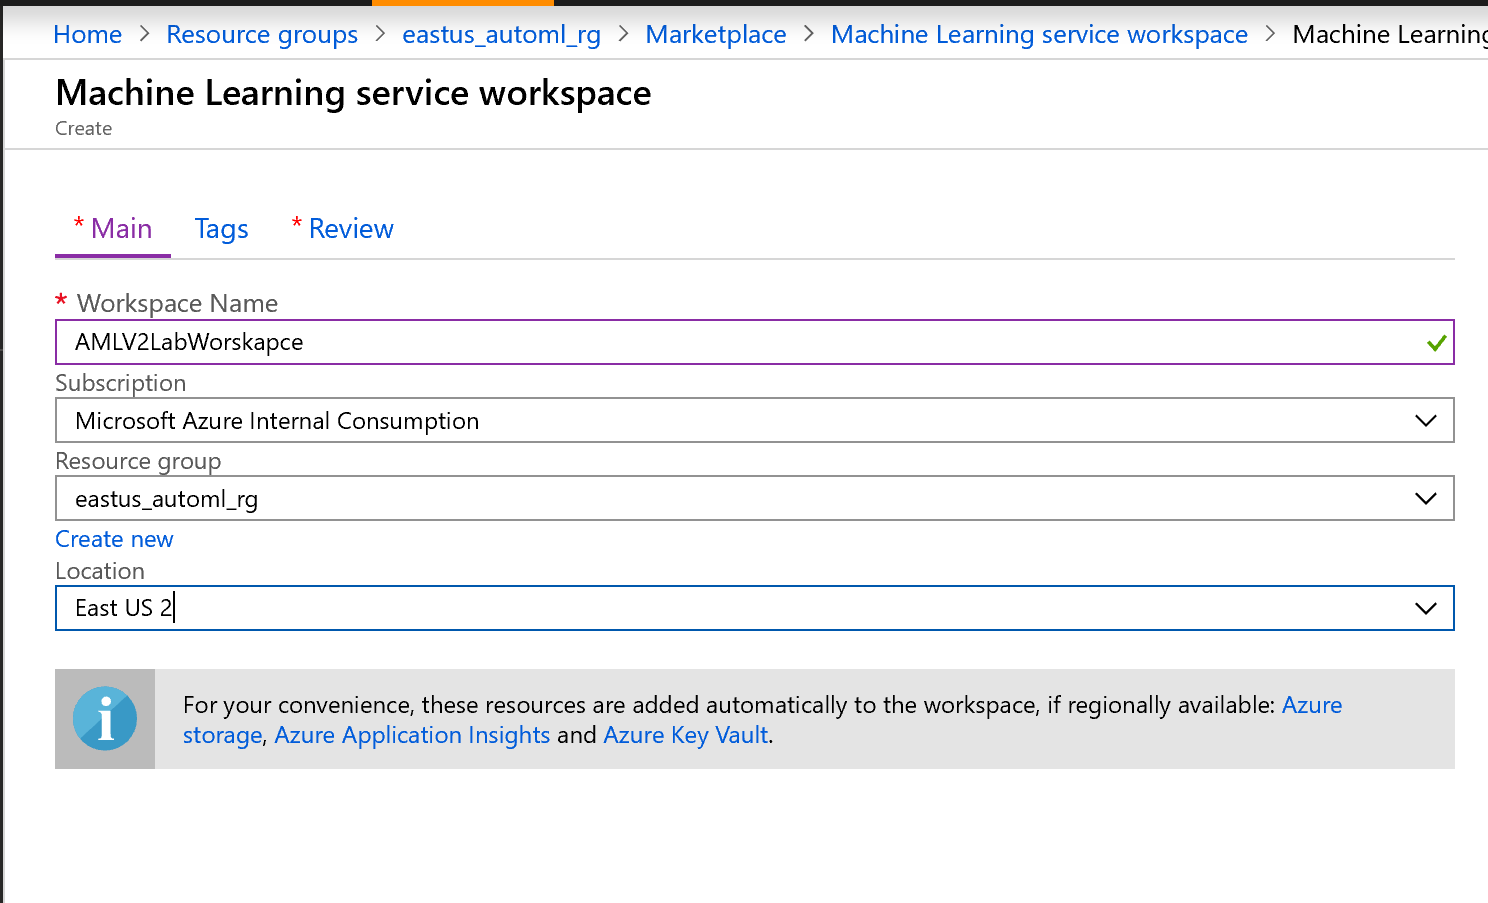 Home > Resource groups > eastus_automl_rg > Marketplace > Machine Learning service workspace > Machine Learning
Machine Learning service workspace
Create
* Main Tags * Review
* Workspace Name
AMLV2LabWorskapce
Subscription
Microsoft Azure Internal Consumption
Resource group
eastus_automl_rg
Create new
Location
East US 2
For your convenience, these resources are added automatically to the workspace, if regionally available: Azure
storage, Azure Application Insights and Azure Key Vault.